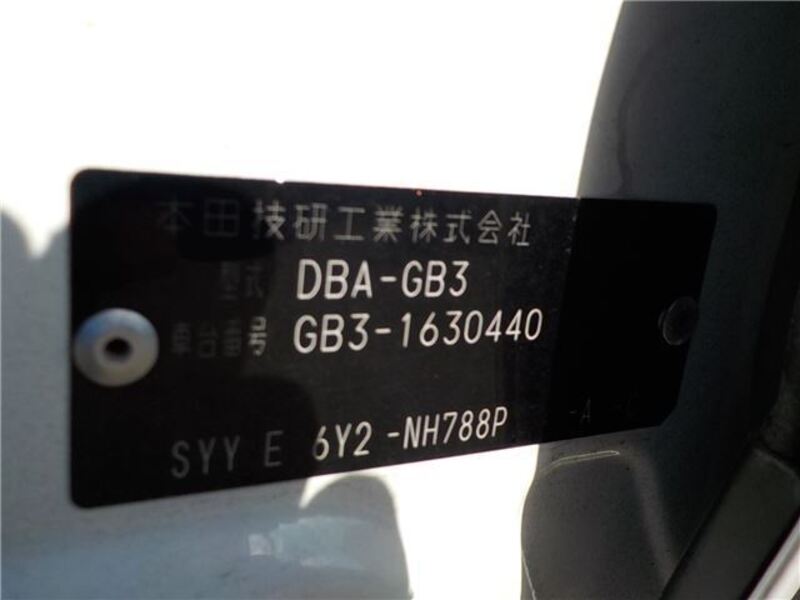 本田技研工業株式会社
型式 DBA-GB3
車台番号 GB3-1630440
SYY E 6Y2 -NH788P -A -C